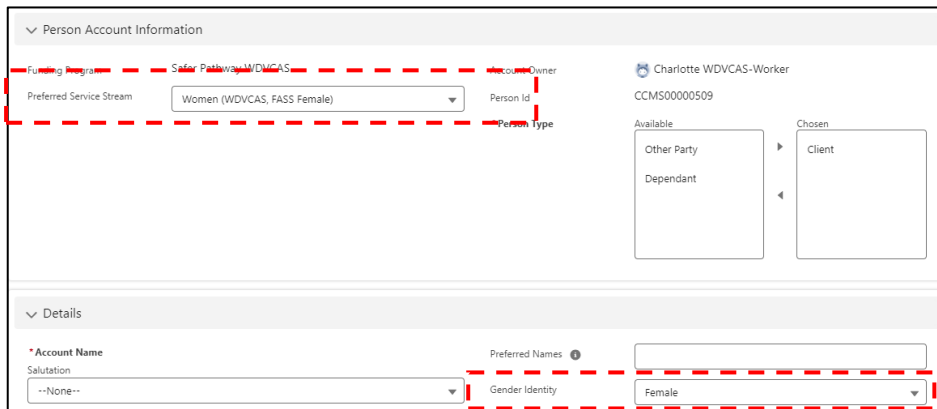 Person Account Information
Funding Program Safer Pathway WDVCAS Account Owner Charlotte WDVCAS-Worker
Preferred Service Stream Women (WDVCAS, FASS Female) Person Id CCMS00000509
*Person Type Available Chosen
Other Party Client
Dependant
Details
*Account Name Preferred Names
Salutation
--None-- Gender Identity Female